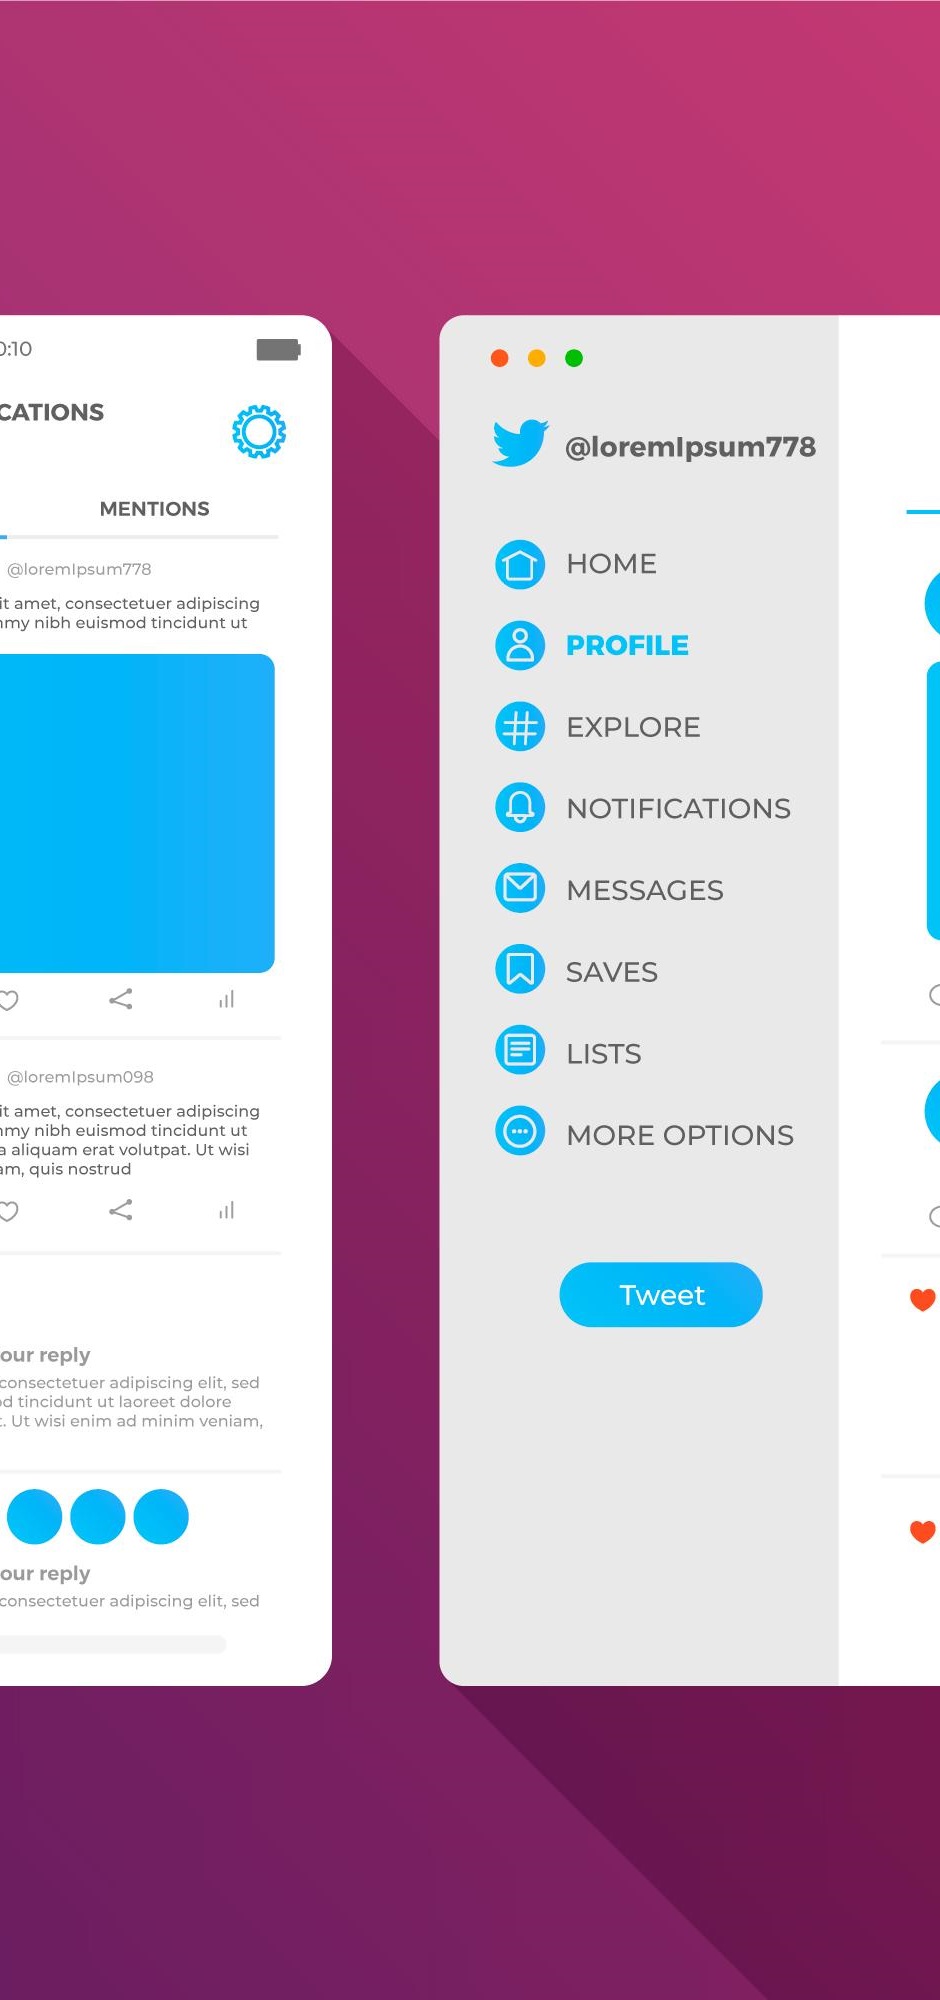 0:10
CATIONS
MENTIONS
@loremIpsum778
it amet, consectetuer adipiscing
mmy nibh euismod tincidunt ut
@loremIpsum098
it amet, consectetuer adipiscing
mmy nibh euismod tincidunt ut
a aliquam erat volutpat. Ut wisi
am, quis nostrud
our reply
consectetuer adipiscing elit, sed
od tincidunt ut laoreet dolore
t. Ut wisi enim ad minim veniam,
our reply
consectetuer adipiscing elit, sed
@loremIpsum778
HOME
PROFILE
EXPLORE
NOTIFICATIONS
MESSAGES
SAVES
LISTS
MORE OPTIONS
Tweet